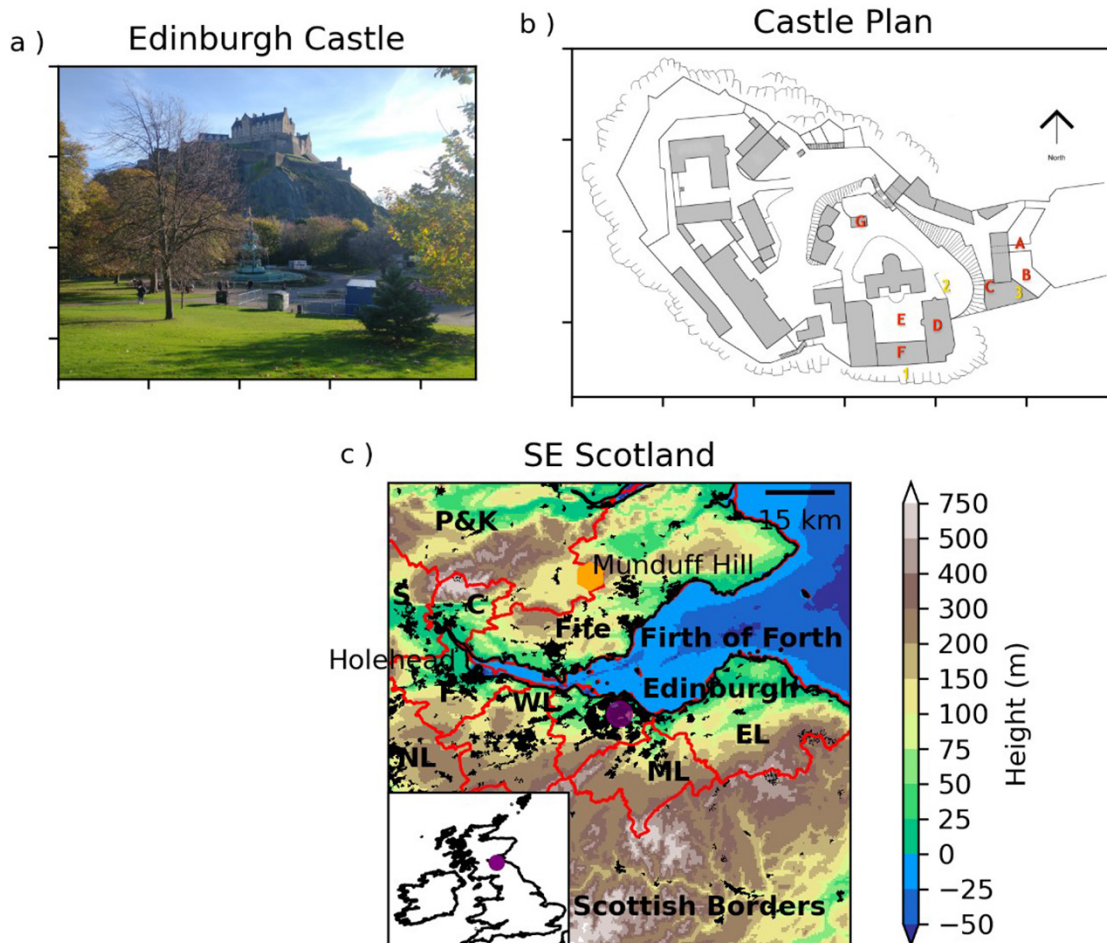 a ) Edinburgh Castle
b ) Castle Plan
North
G
A
B
2
C
3
E
D
F
1
c ) SE Scotland
P&K
15 km
Munduff Hill
S
C
Fife
Firth of Forth
Holehead
F
Edinburgh
WL
EL
NL
ML
Scottish Borders
750
500
400
300
200
150
100
75
50
25
0
−25
−50
Height (m)